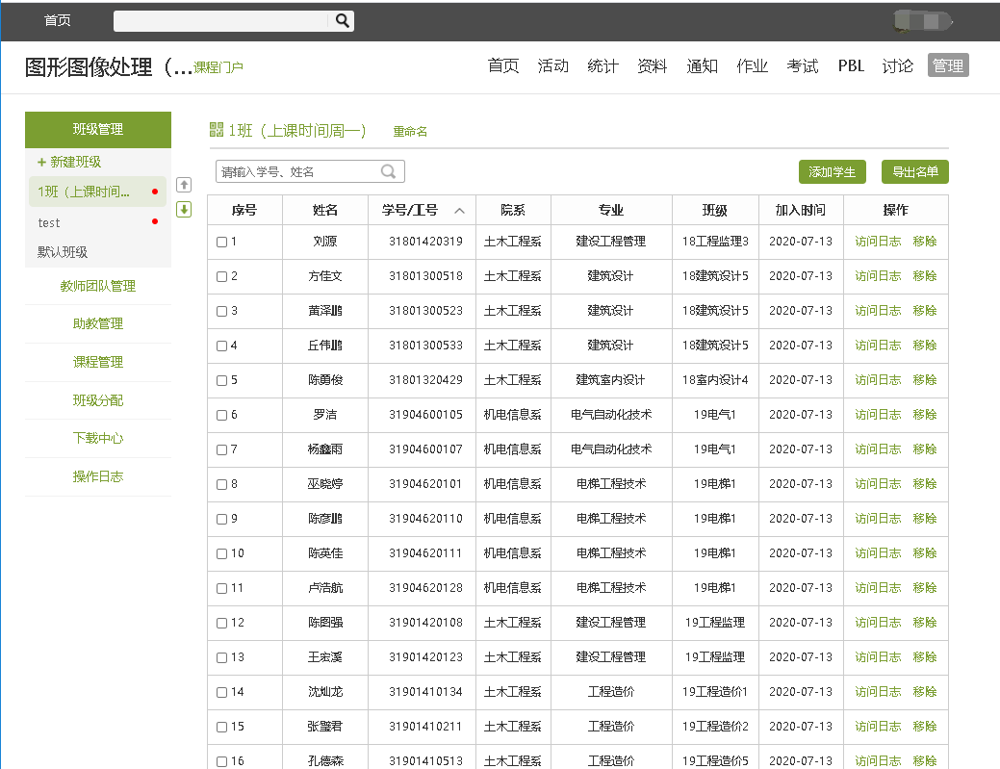 首页
图形图像处理（...课程门户
首页 活动 统计 资料 通知 作业 考试 PBL 讨论 管理
班级管理
+ 新建班级
1班（上课时间...
test
默认班级
教师团队管理
助教管理
课程管理
班级分配
下载中心
操作日志
1班（上课时间周一） 重命名
请输入学号、姓名 添加学生 导出名单
序号 姓名 学号/工号 院系 专业 班级 加入时间 操作
1 刘源 31801420319 土木工程系 建设工程管理 18工程监理3 2020-07-13 访问日志 移除
2 方佳文 31801300518 土木工程系 建筑设计 18建筑设计5 2020-07-13 访问日志 移除
3 黄泽鹏 31801300523 土木工程系 建筑设计 18建筑设计5 2020-07-13 访问日志 移除
4 丘伟鹏 31801300533 土木工程系 建筑设计 18建筑设计5 2020-07-13 访问日志 移除
5 陈勇俊 31801320429 土木工程系 建筑室内设计 18室内设计4 2020-07-13 访问日志 移除
6 罗洁 31904600105 机电信息系 电气自动化技术 19电气1 2020-07-13 访问日志 移除
7 杨鑫雨 31904600107 机电信息系 电气自动化技术 19电气1 2020-07-13 访问日志 移除
8 巫晓婷 31904620101 机电信息系 电梯工程技术 19电梯1 2020-07-13 访问日志 移除
9 陈彦鹏 31904620110 机电信息系 电梯工程技术 19电梯1 2020-07-13 访问日志 移除
10 陈英佳 31904620111 机电信息系 电梯工程技术 19电梯1 2020-07-13 访问日志 移除
11 卢浩航 31904620128 机电信息系 电梯工程技术 19电梯1 2020-07-13 访问日志 移除
12 陈图强 31901420108 土木工程系 建设工程管理 19工程监理 2020-07-13 访问日志 移除
13 王宏溪 31901420123 土木工程系 建设工程管理 19工程监理 2020-07-13 访问日志 移除
14 沈灿龙 31901410134 土木工程系 工程造价 19工程造价1 2020-07-13 访问日志 移除
15 张璧君 31901410211 土木工程系 工程造价 19工程造价2 2020-07-13 访问日志 移除
16 孔德森 31901410513 土木工程系 工程造价 19工程造价5 2020-07-13 访问日志 移除